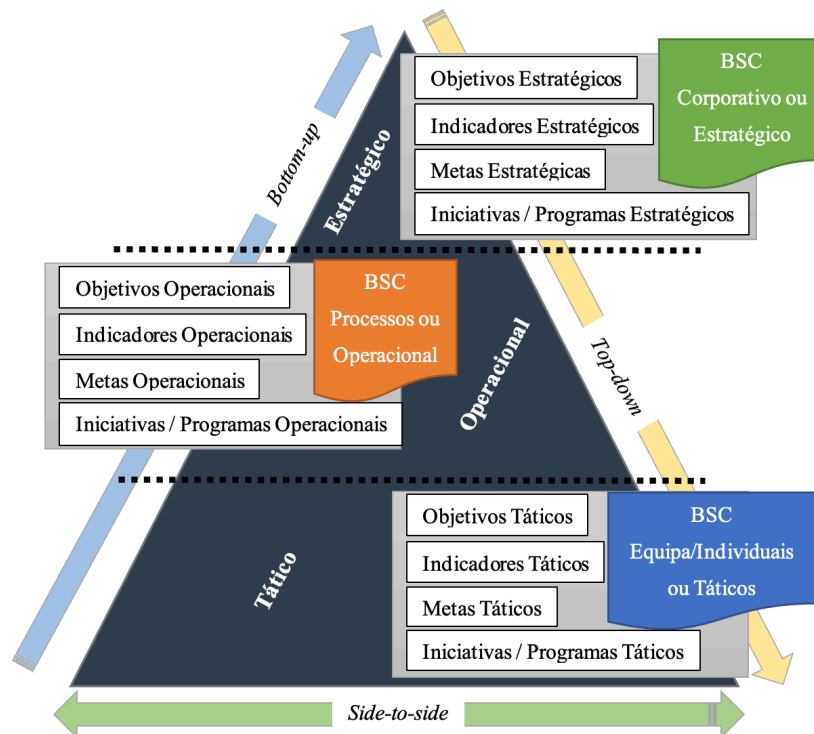 Objetivos Estratégicos
Indicadores Estratégicos
Metas Estratégicas
Iniciativas / Programas Estratégicos
BSC
Corporativo ou
Estratégico
Bottom-up
Estratégico
Objetivos Operacionais
Indicadores Operacionais
Metas Operacionais
Iniciativas / Programas Operacionais
BSC
Processos ou
Operacional
Operacional
Top-down
Objetivos Táticos
Indicadores Táticos
Metas Táticos
Iniciativas / Programas Táticos
BSC
Equipa/Individuais
ou Táticos
Tático
Side-to-side